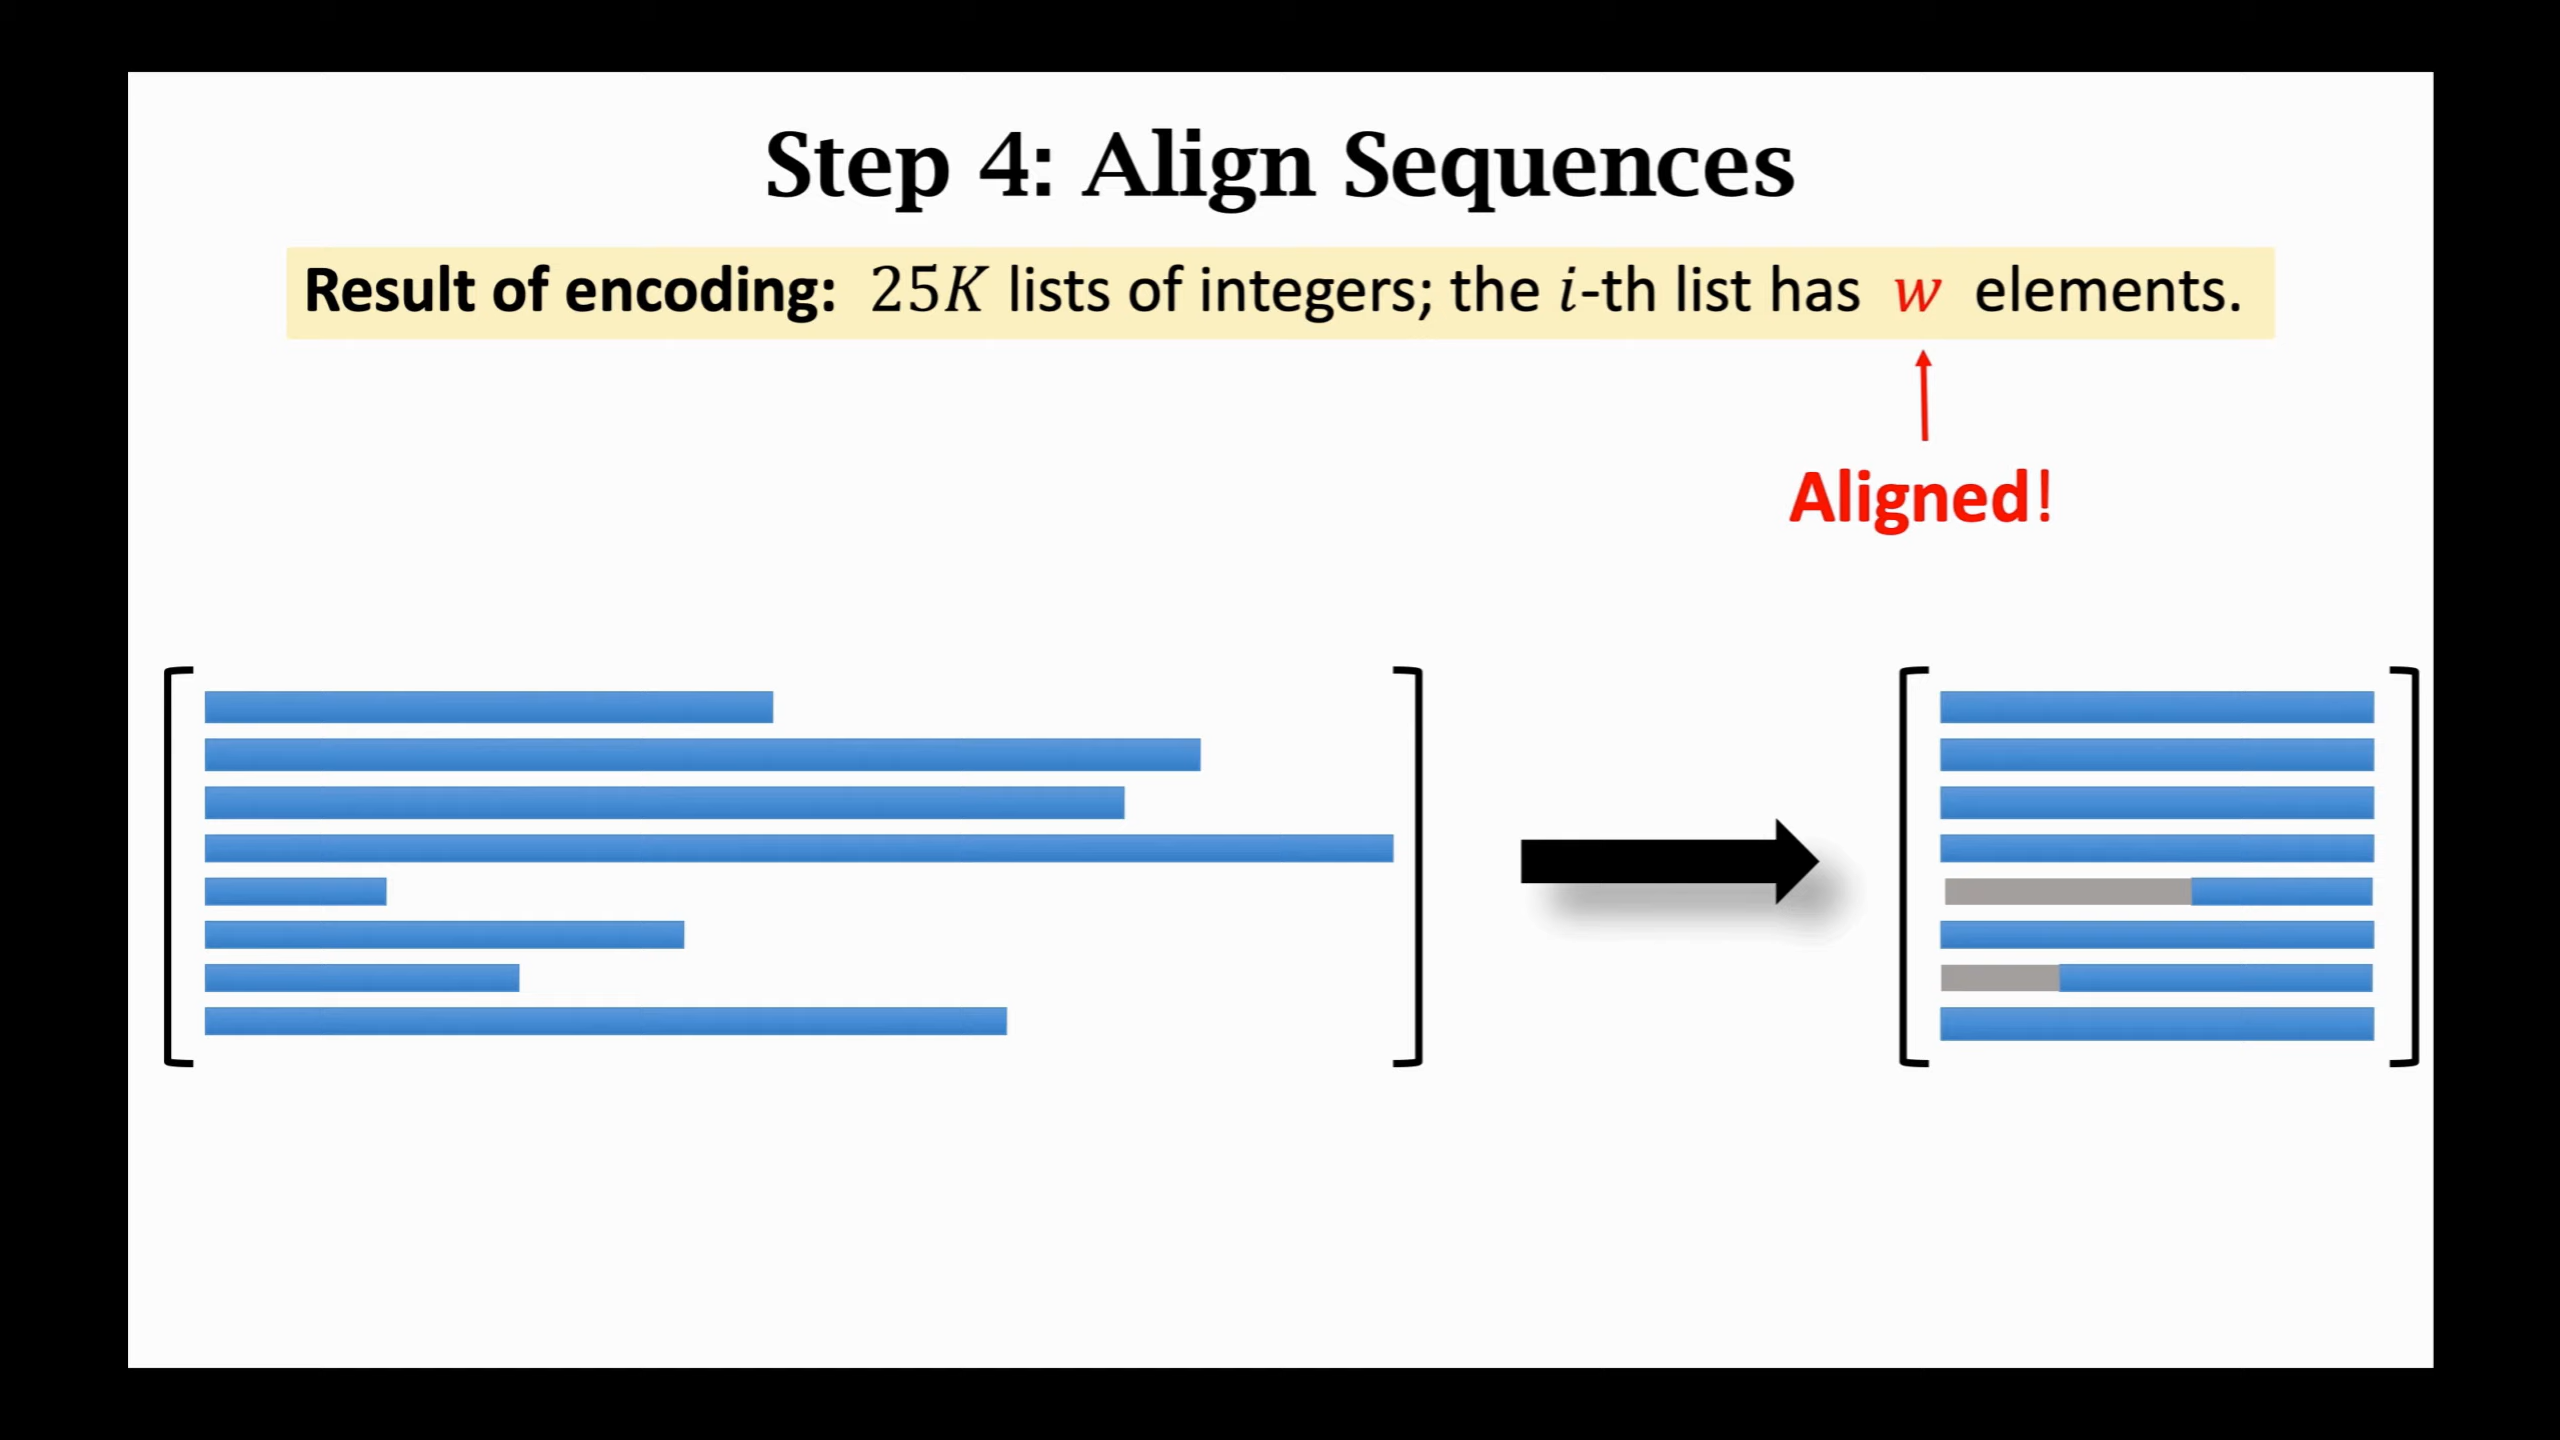 Step 4: Align Sequences
Result of encoding: 25K lists of integers; the i-th list has w elements.
Aligned!